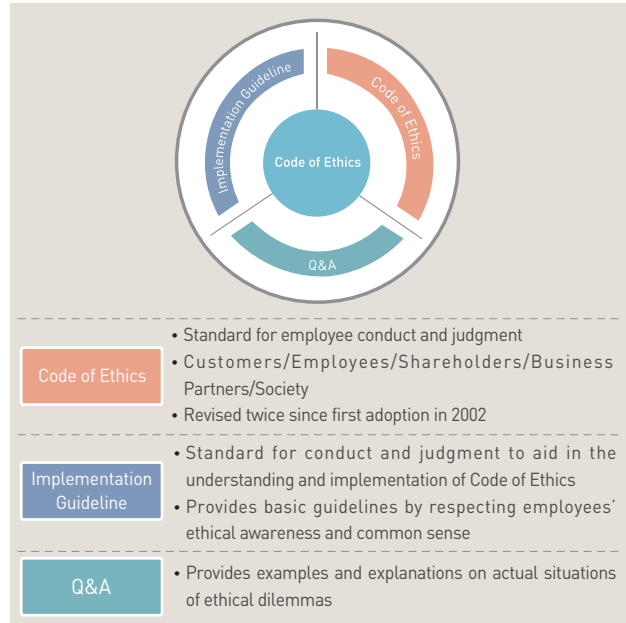 Implementation Guideline
Code of Ethics
Code of Ethics
Q&A
Code of Ethics
• Standard for employee conduct and judgment
• Customers/Employees/Shareholders/Business
Partners/Society
• Revised twice since first adoption in 2002
Implementation
Guideline
• Standard for conduct and judgment to aid in the
understanding and implementation of Code of Ethics
• Provides basic guidelines by respecting employees’
ethical awareness and common sense
Q&A
• Provides examples and explanations on actual situations
of ethical dilemmas